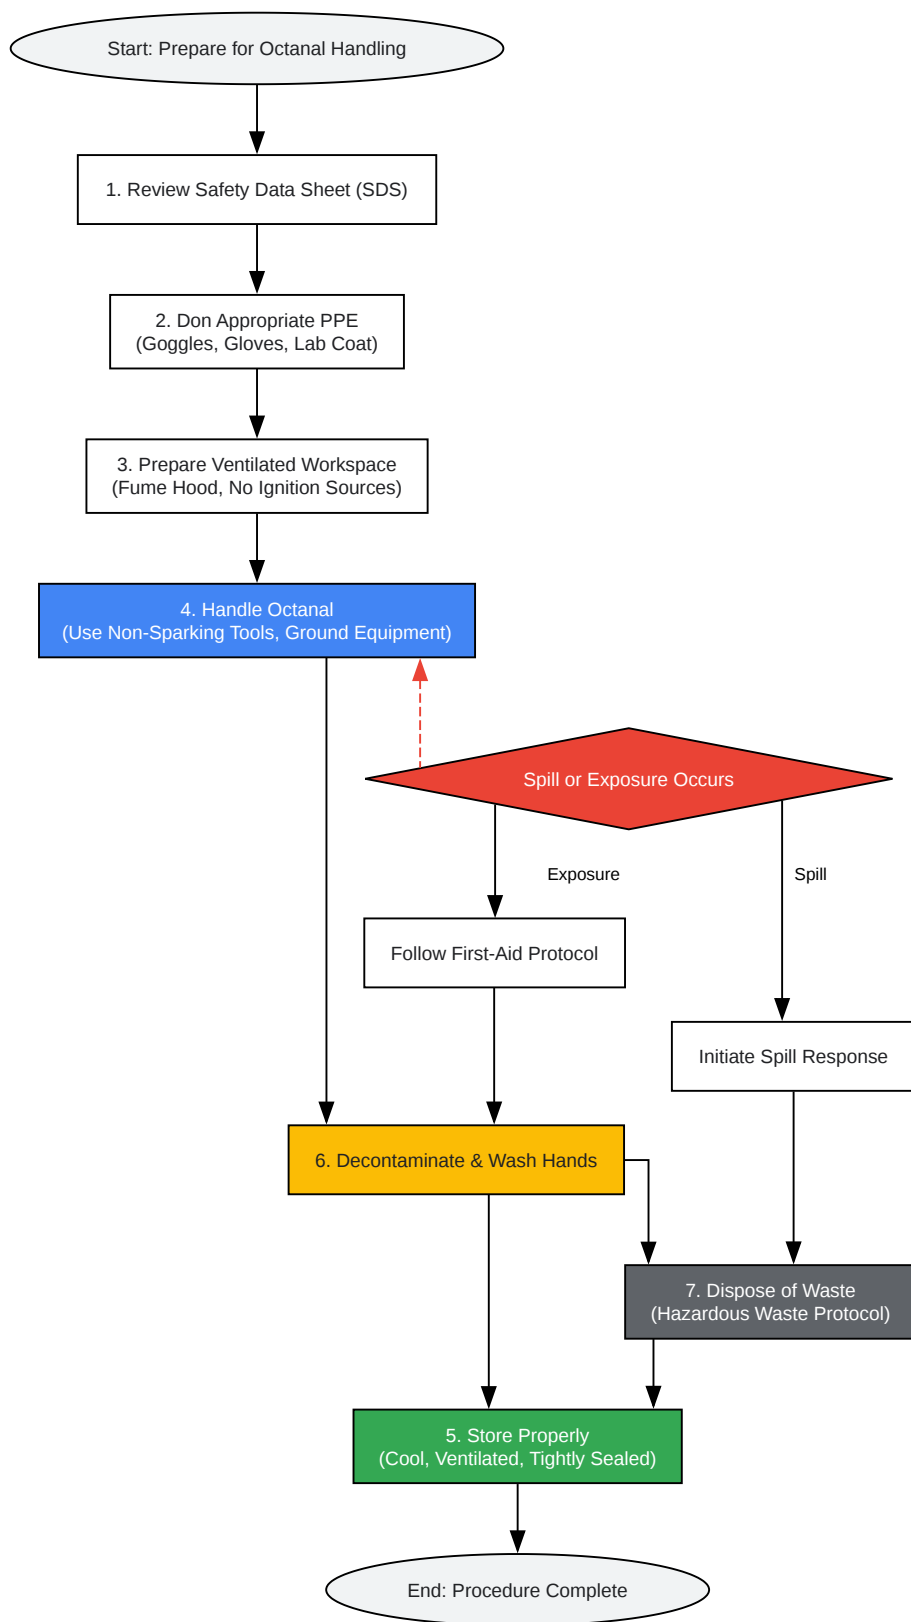 Start: Prepare for Octanal Handling
1. Review Safety Data Sheet (SDS)
2. Don Appropriate PPE
(Goggles, Gloves, Lab Coat)
3. Prepare Ventilated Workspace
(Fume Hood, No Ignition Sources)
4. Handle Octanal
(Use Non-Sparking Tools, Ground Equipment)
Spill or Exposure Occurs
Exposure
Spill
Follow First-Aid Protocol
Initiate Spill Response
6. Decontaminate & Wash Hands
7. Dispose of Waste
(Hazardous Waste Protocol)
5. Store Properly
(Cool, Ventilated, Tightly Sealed)
End: Procedure Complete